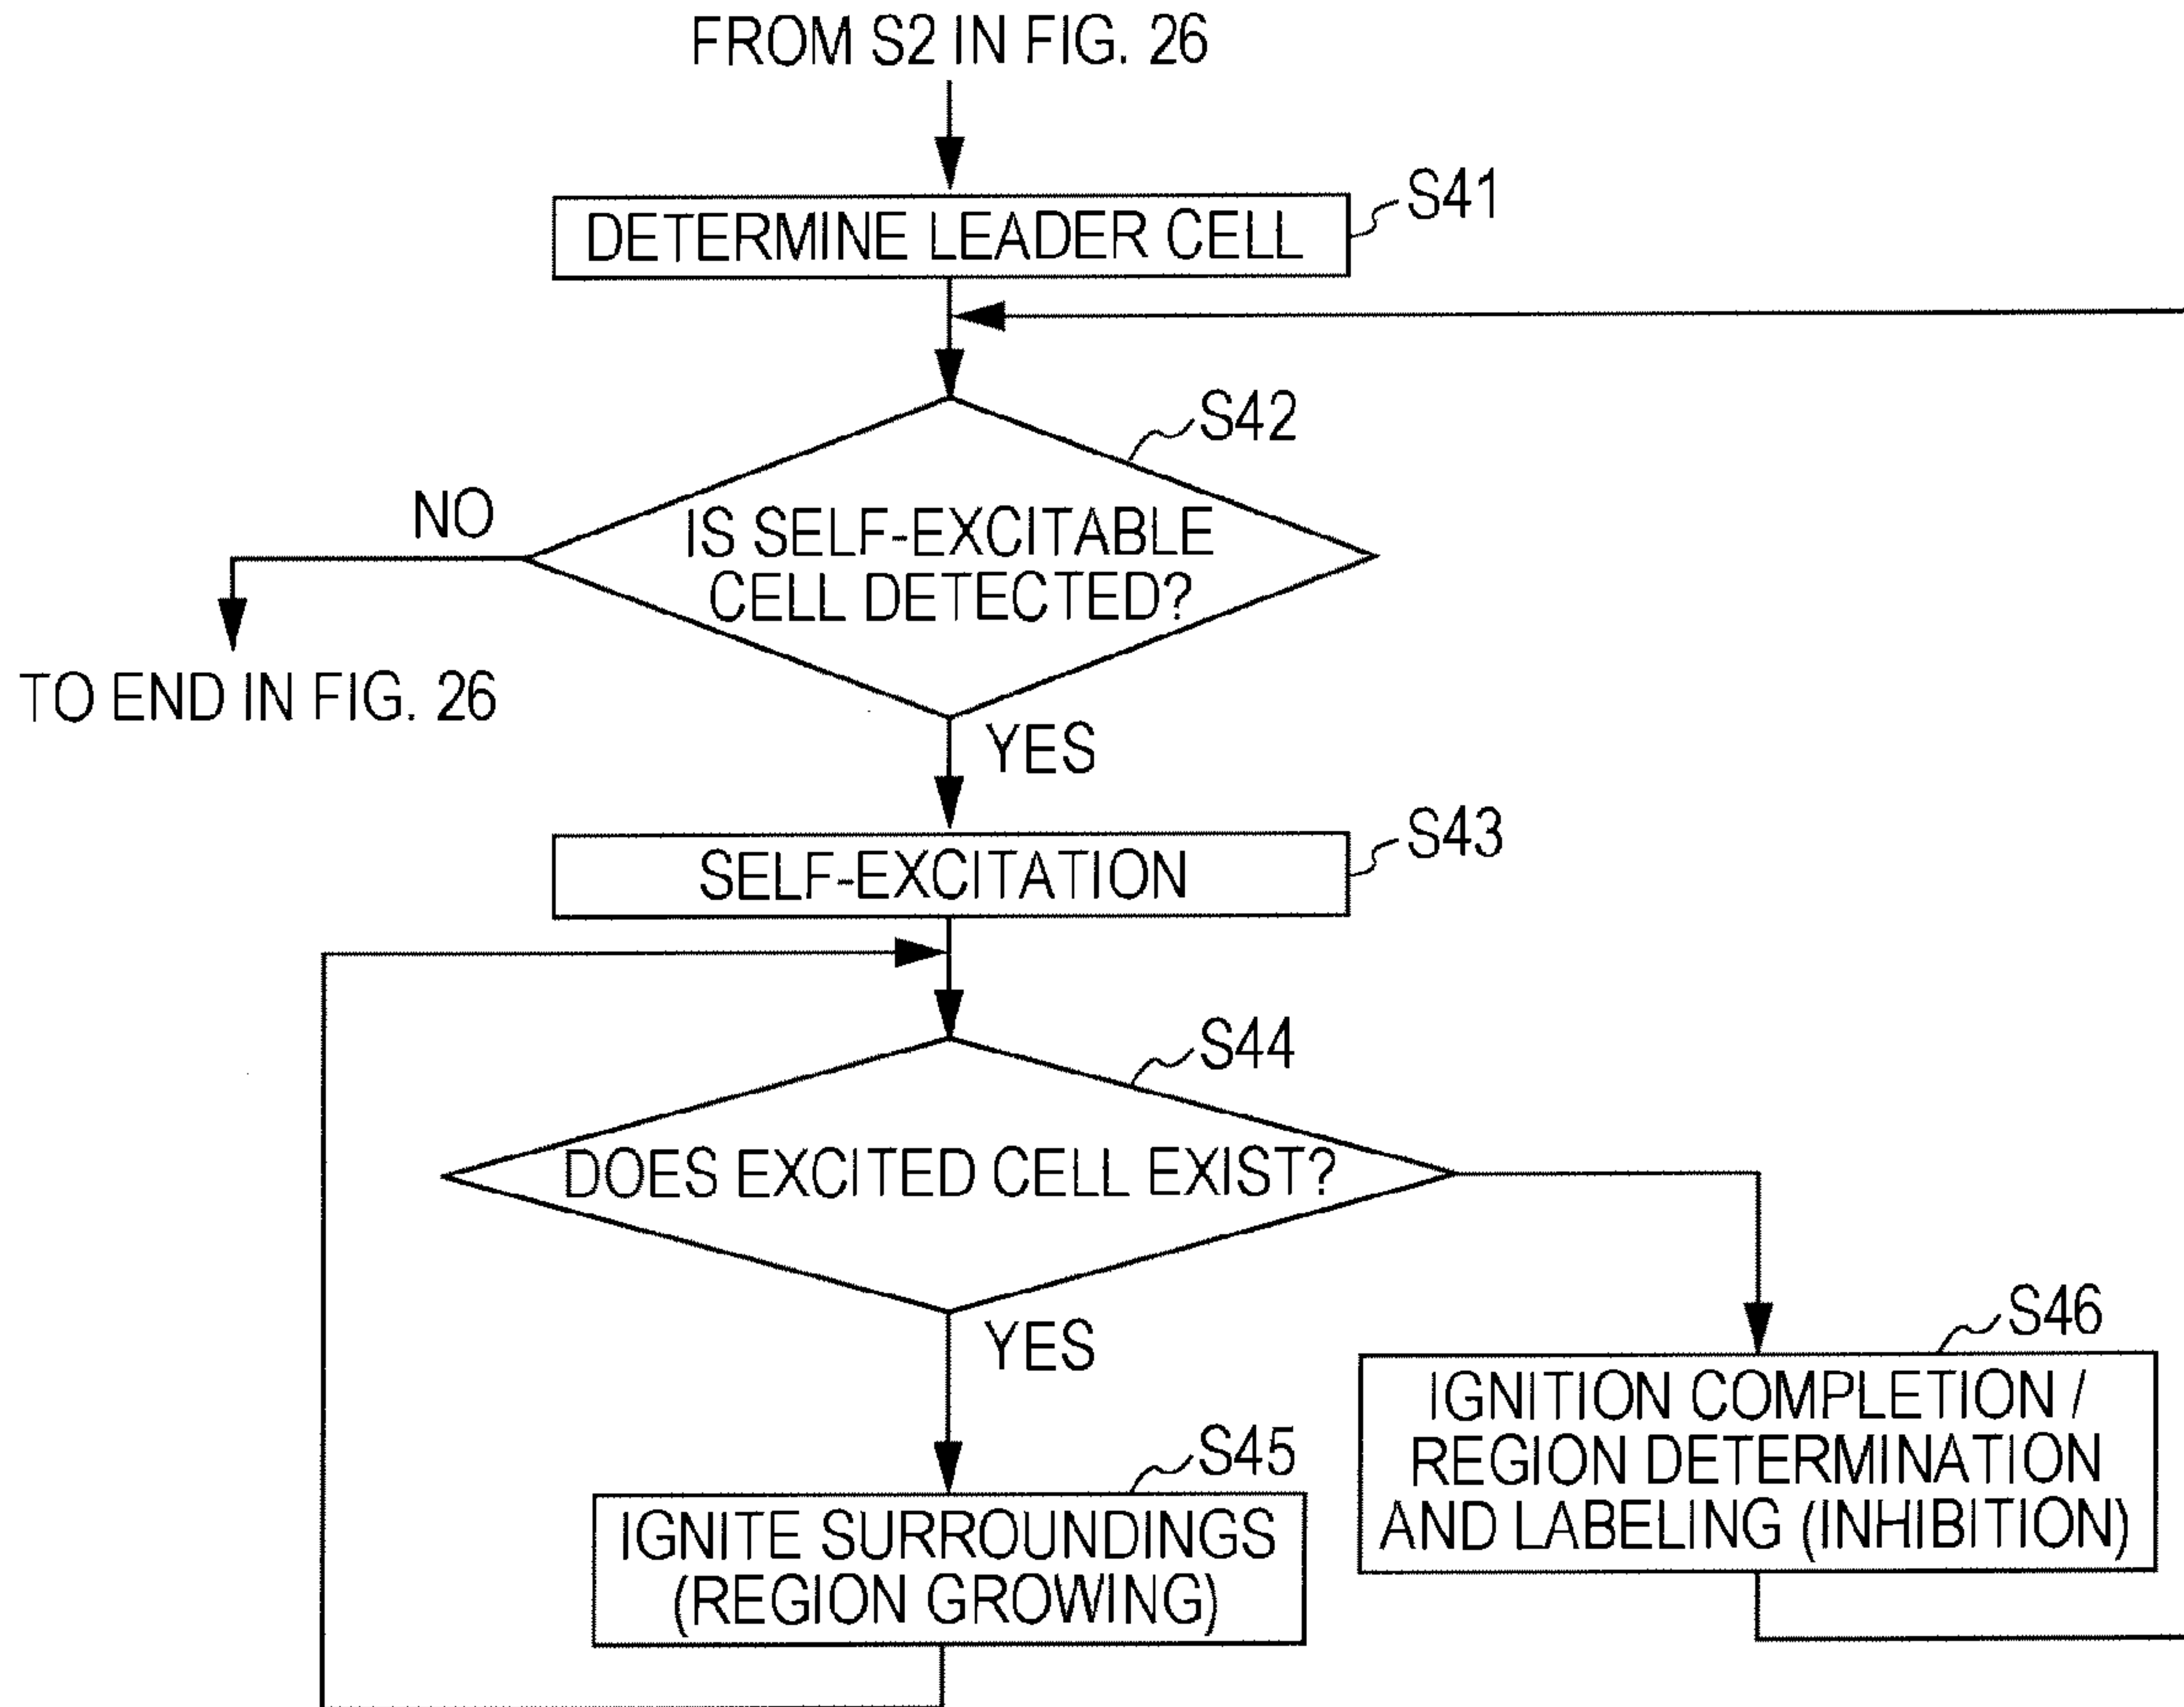 FROM S2 IN FIG. 26
DETERMINE LEADER CELL
S41
S42
NO
IS SELF-EXCITABLE
CELL DETECTED?
TO END IN FIG. 26
YES
S43
SELF-EXCITATION
S44
DOES EXCITED CELL EXIST?
YES
S46
IGNITION COMPLETION /
REGION DETERMINATION
AND LABELING (INHIBITION)
S45
IGNITE SURROUNDINGS
(REGION GROWING)